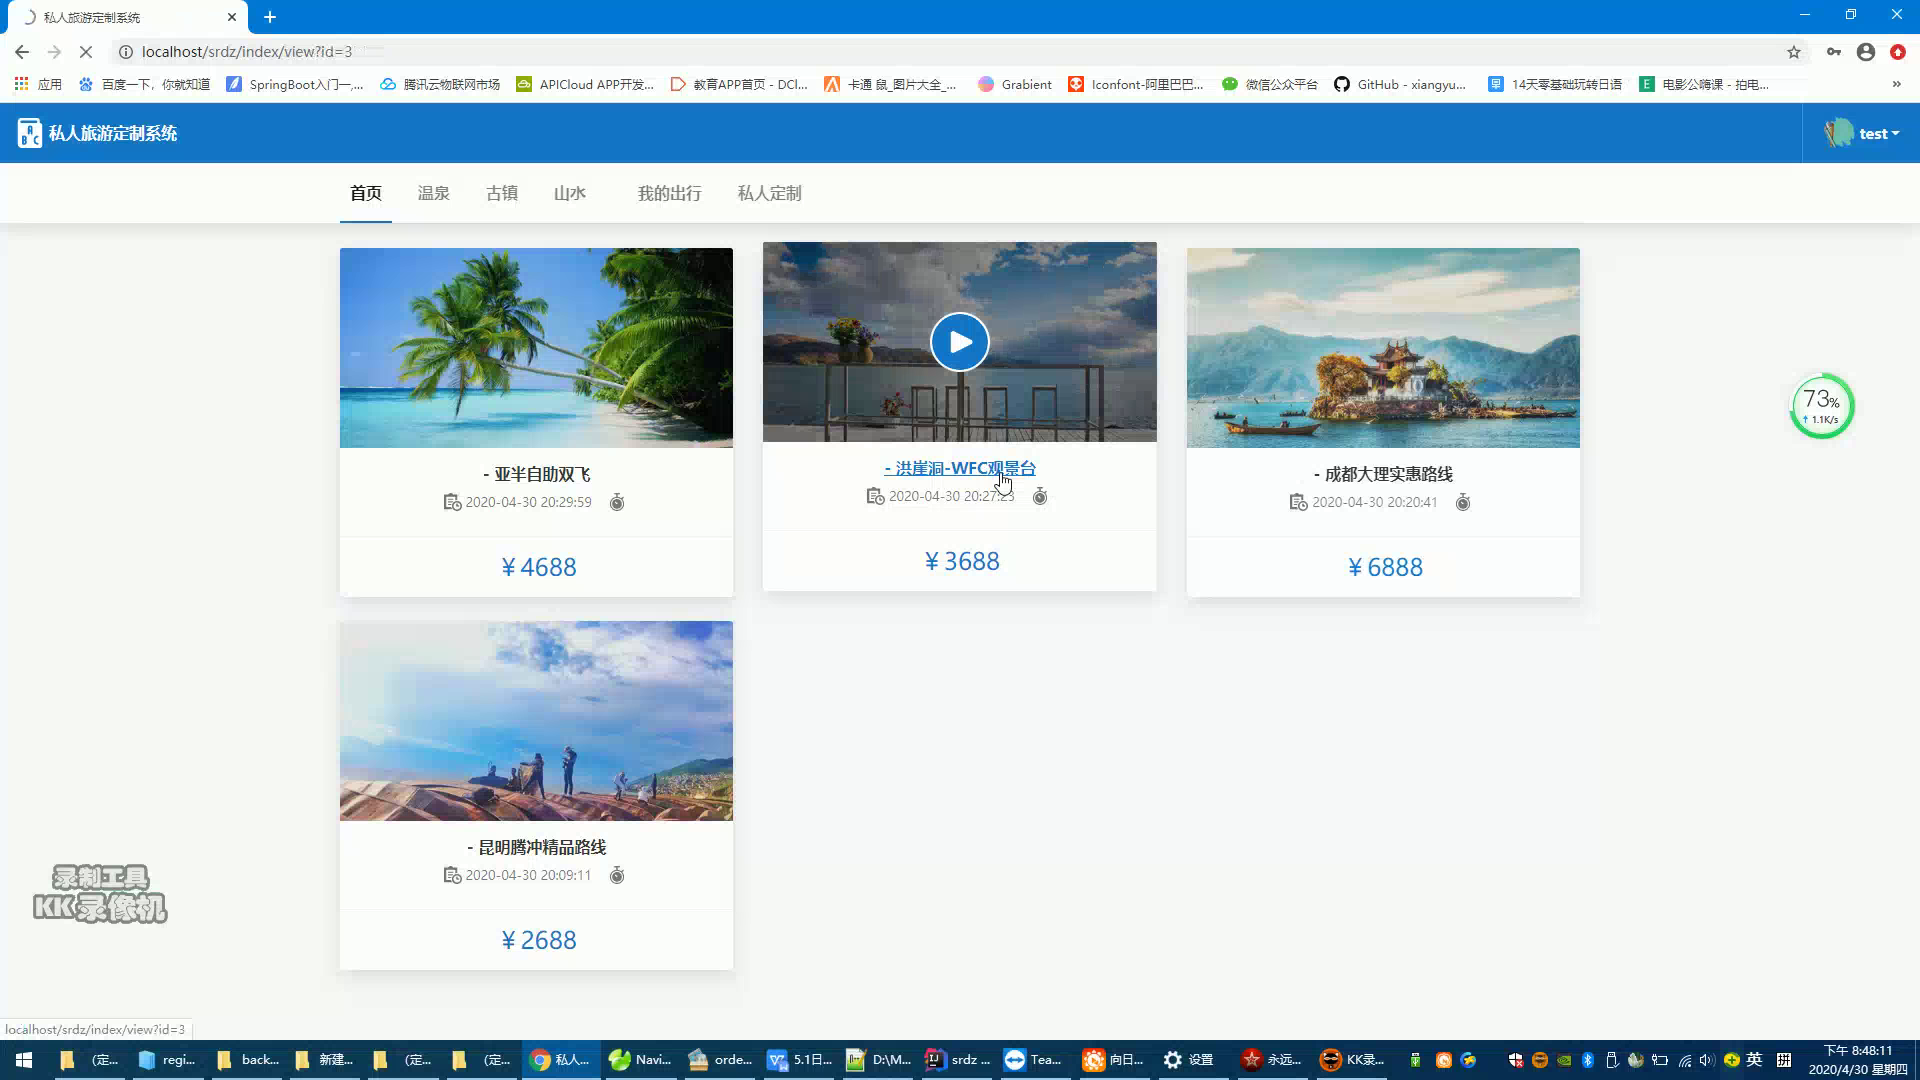 私人旅游定制系统
localhost/srdz/index/view?id=3
应用
百度一下，你就知道
SpringBoot入门一,...
腾讯云物联网市场
APICloud APP开发...
教育APP首页 - DCl...
卡通 鼠_图片大全_...
Grabient
Iconfont-阿里巴巴...
微信公众平台
GitHub - xiangyu...
14天零基础玩转日语
电影公嗨课 - 拍电...
»
私人旅游定制系统
test
首页 温泉 古镇 山水 我的出行 私人定制
- 亚半自助双飞
2020-04-30 20:29:59
¥ 4688
- 洪崖洞-WFC观景台
2020-04-30 20:27:23
¥ 3688
- 成都大理实惠路线
2020-04-30 20:20:41
¥ 6888
- 昆明腾冲精品路线
2020-04-30 20:09:11
¥ 2688
73%
↑ 1.1K/s
录制工具
KK录像机
localhost/srdz/index/view?id=3
(定...
regi...
back...
新建...
(定...
(定...
私人...
Navi...
orde...
5.1日...
D:\M...
srdz ...
Tea...
向日...
设置
永远...
KK录...
英
拼
下午 8:48:11
2020/4/30 星期四